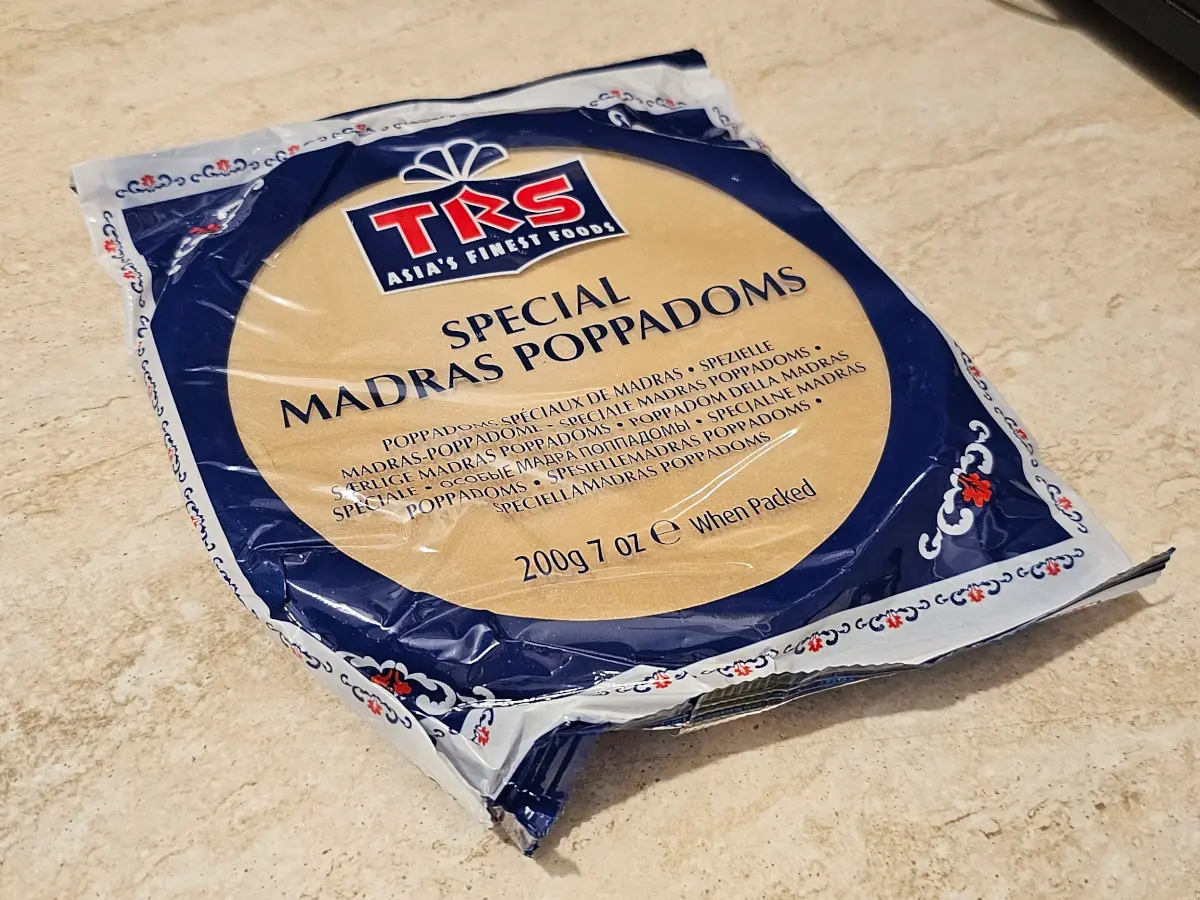 TRS
ASIA'S FINEST FOODS
SPECIAL
MADRAS POPPADOMS
POPPADOMS SPÉCIAUX DE MADRAS • SPEZIELLE
MADRAS-POPPADOME - SPECIALE MADRAS POPPADOMS •
SÆRLIGE MADRAS POPPADOMS • POPPADOM DELLA MADRAS
SPECIALE • ОСОБЫЕ МАДРА ПОППАДОМЫ • SPECJALNE MADRAS
POPPADOMS • SPESIELLEMADRAS POPPADOMS •
SPECIELLAMADRAS POPPADOMS
200g 7 oz ℮ When Packed